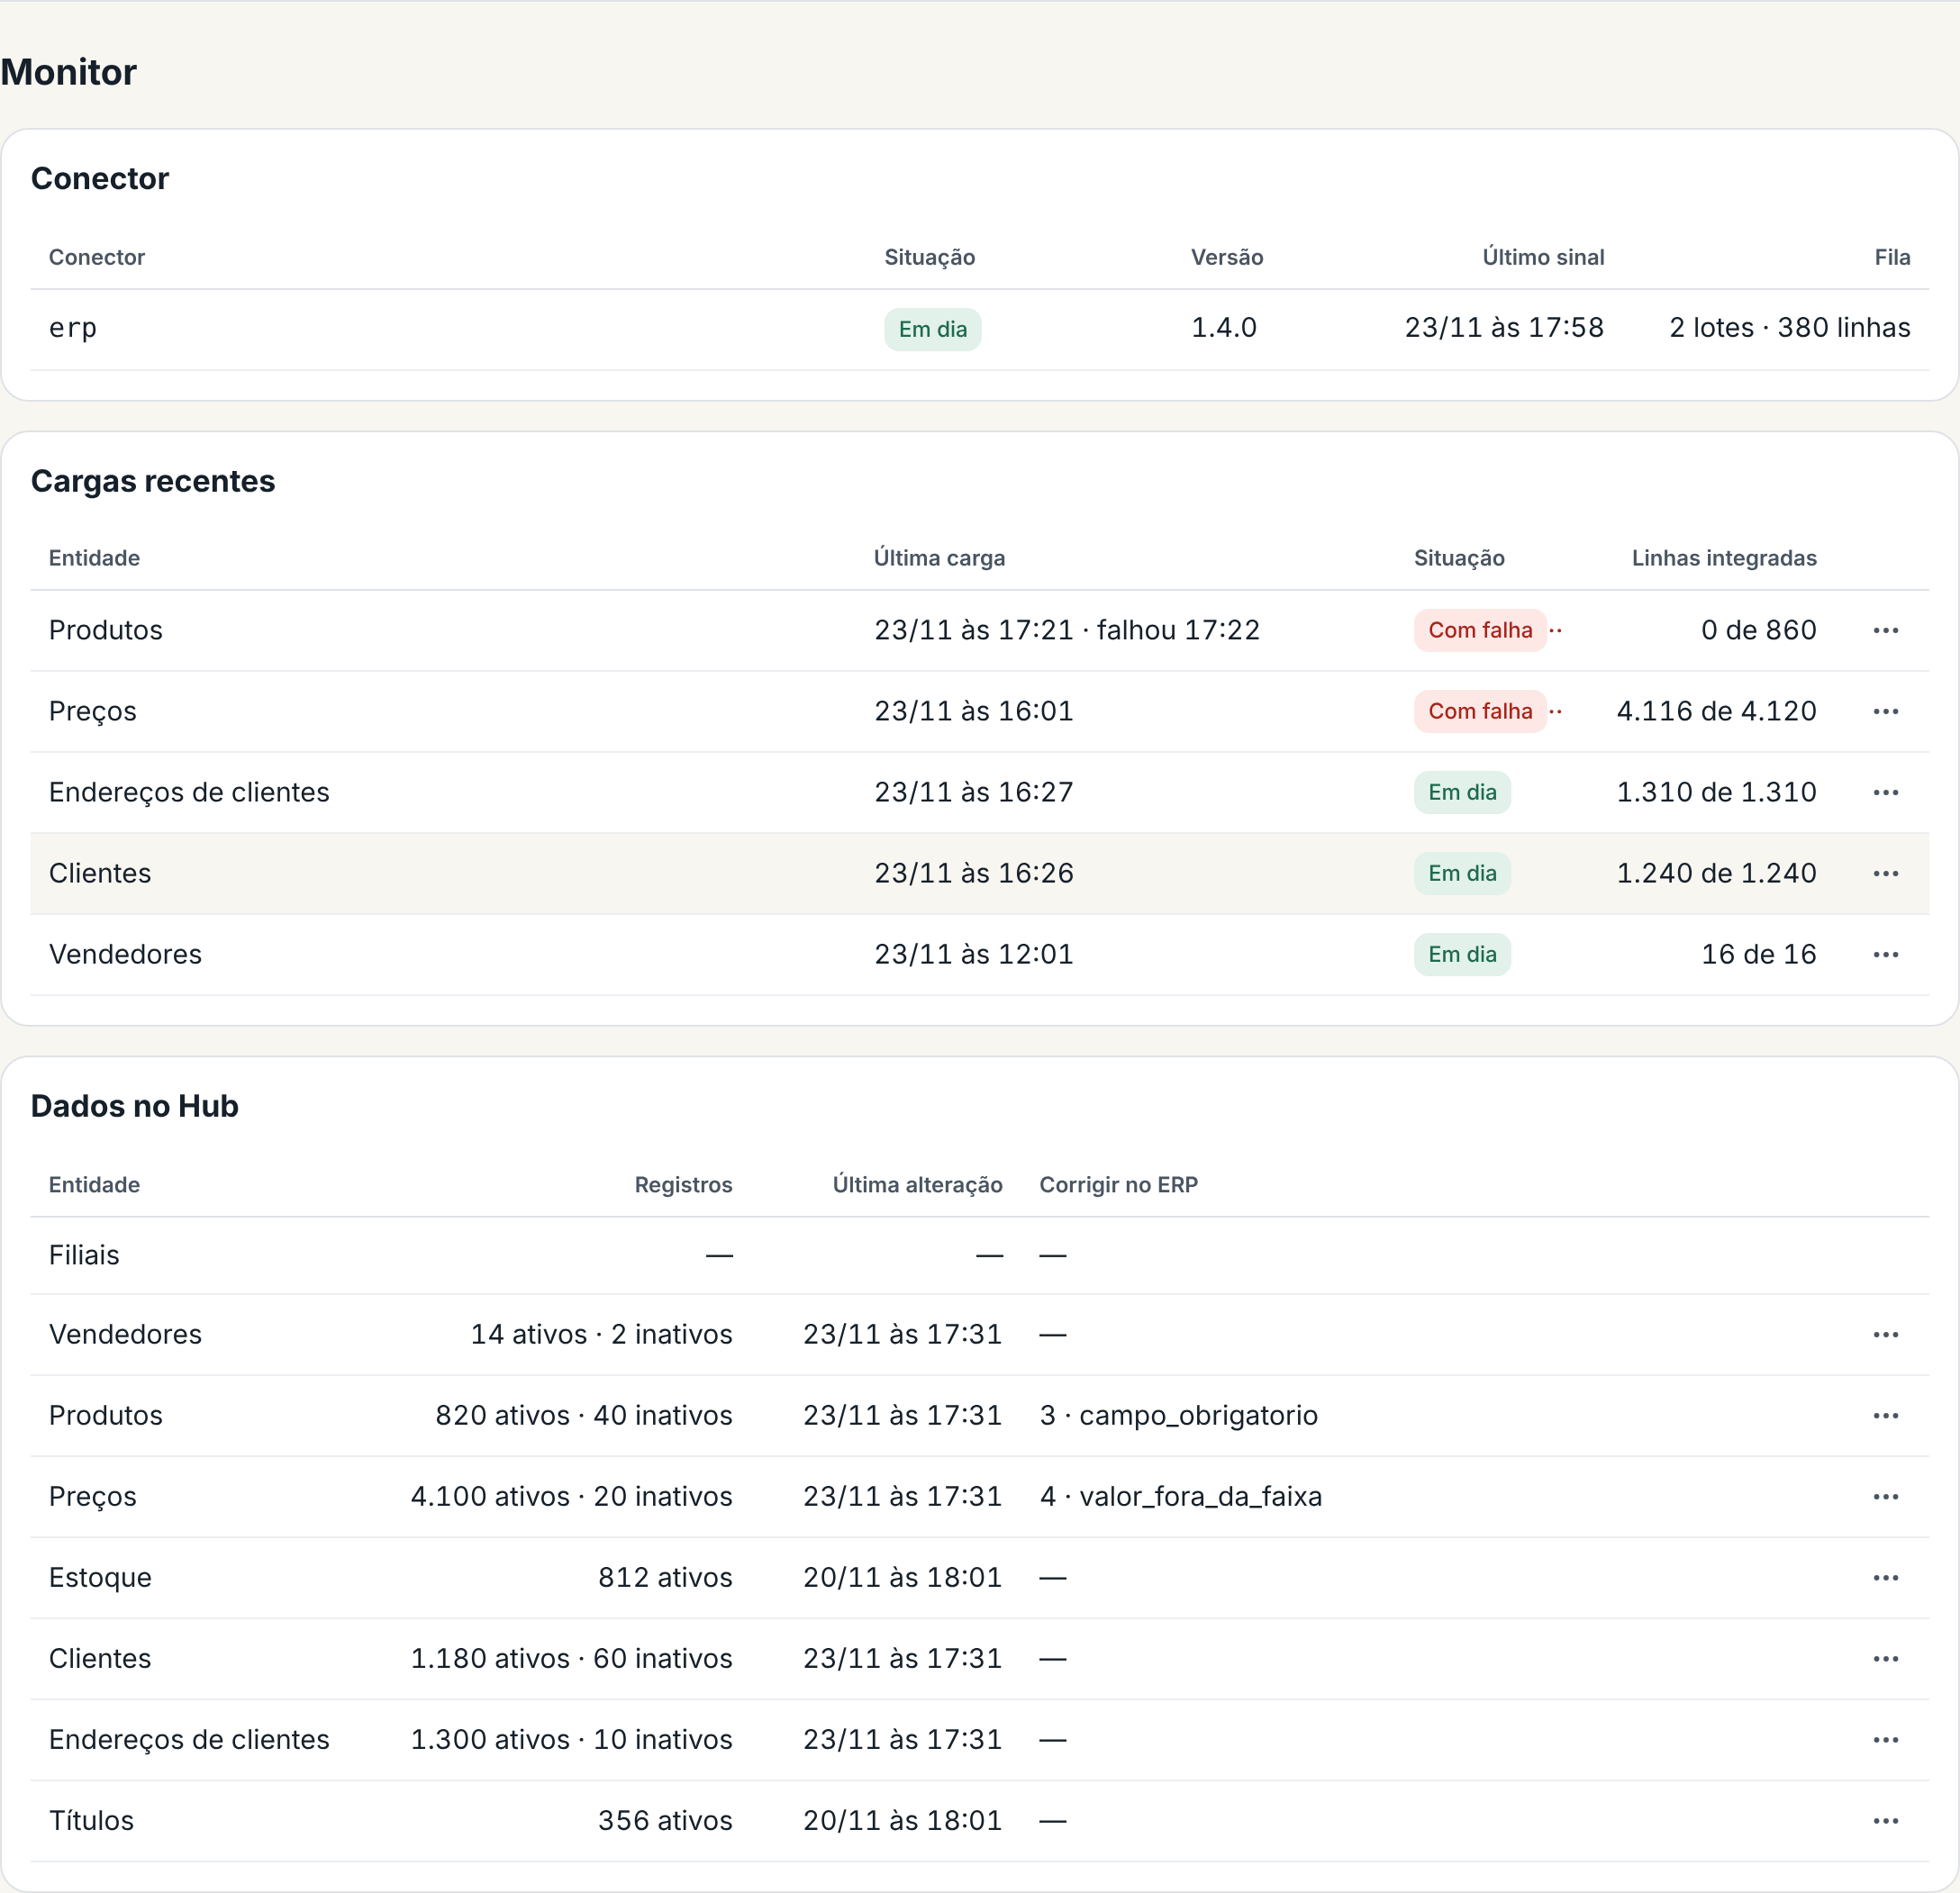 Monitor
Conector
Conector Situação Versão Último sinal Fila
erp Em dia 1.4.0 23/11 às 17:58 2 lotes · 380 linhas
Cargas recentes
Entidade Última carga Situação Linhas integradas
Produtos 23/11 às 17:21 · falhou 17:22 Com falha ·· 0 de 860 ···
Preços 23/11 às 16:01 Com falha ·· 4.116 de 4.120 ···
Endereços de clientes 23/11 às 16:27 Em dia 1.310 de 1.310 ···
Clientes 23/11 às 16:26 Em dia 1.240 de 1.240 ···
Vendedores 23/11 às 12:01 Em dia 16 de 16 ···
Dados no Hub
Entidade Registros Última alteração Corrigir no ERP
Filiais — — —
Vendedores 14 ativos · 2 inativos 23/11 às 17:31 — ···
Produtos 820 ativos · 40 inativos 23/11 às 17:31 3 · campo_obrigatorio ···
Preços 4.100 ativos · 20 inativos 23/11 às 17:31 4 · valor_fora_da_faixa ···
Estoque 812 ativos 20/11 às 18:01 — ···
Clientes 1.180 ativos · 60 inativos 23/11 às 17:31 — ···
Endereços de clientes 1.300 ativos · 10 inativos 23/11 às 17:31 — ···
Títulos 356 ativos 20/11 às 18:01 — ···